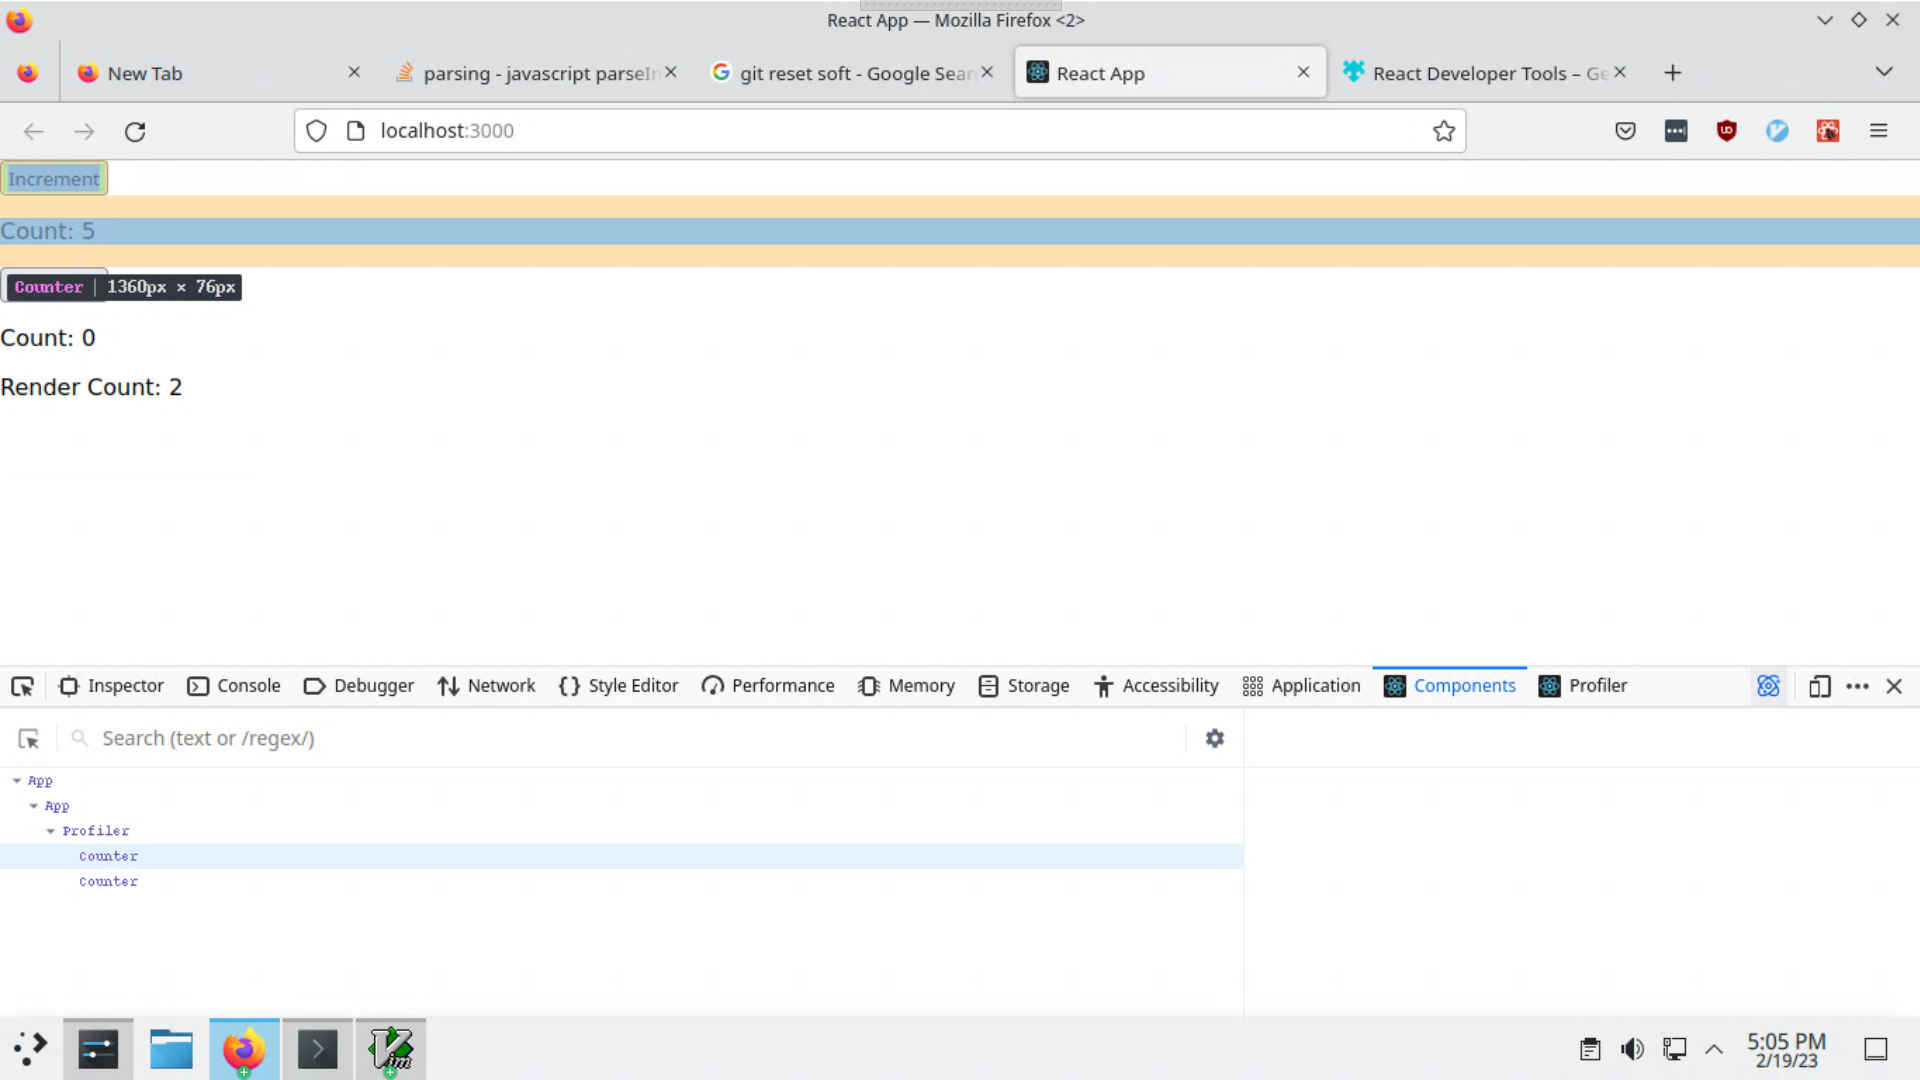 React App — Mozilla Firefox <2>
New Tab
parsing - javascript parseIn
git reset soft - Google Sear
React App
React Developer Tools – Ge
localhost:3000
Increment
Count: 5
Counter | 1360px × 76px
Count: 0
Render Count: 2
Inspector
Console
Debugger
Network
Style Editor
Performance
Memory
Storage
Accessibility
Application
Components
Profiler
Search (text or /regex/)
App
App
Profiler
Counter
Counter
5:05 PM
2/19/23